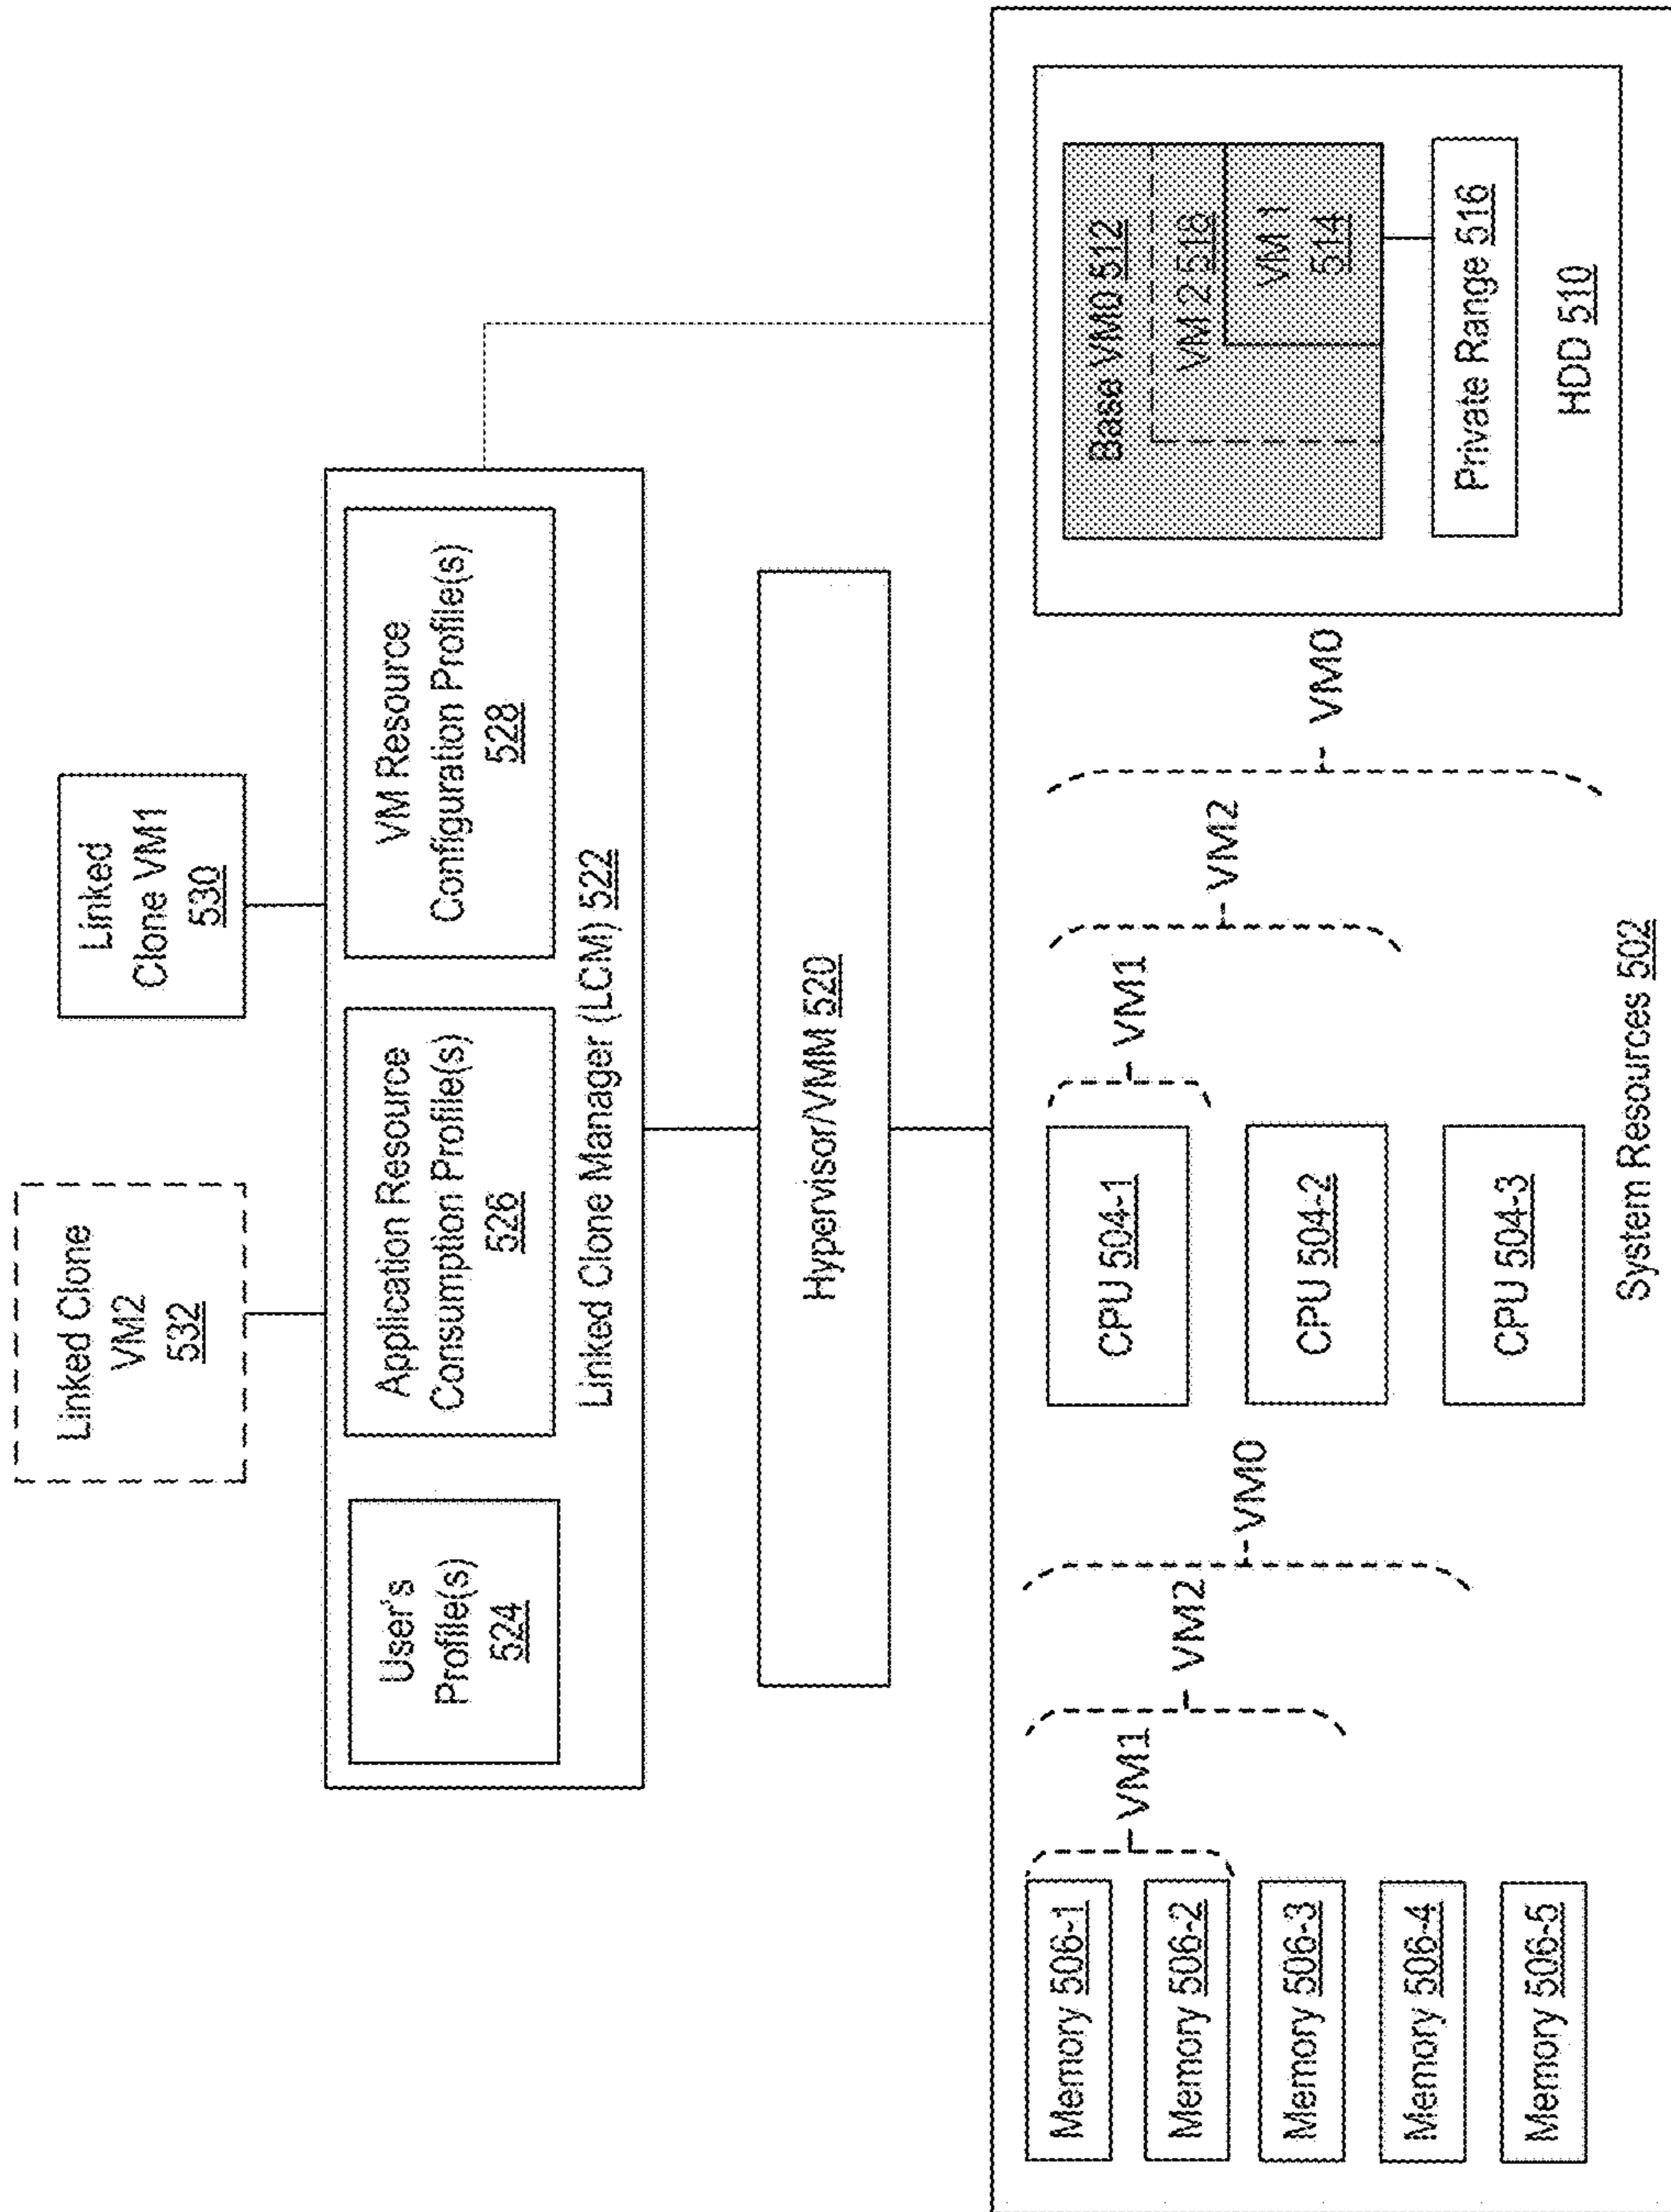 Linked Clone
VM2
532
Linked
Clone VM1
530
User's
Profile(s)
524
Application Resource
Consumption Profile(s)
526
VM Resource
Configuration Profile(s)
528
Linked Clone Manager (LCM) 522
Hypervisor/VMM 520
Memory 506-1
Memory 506-2
Memory 506-3
Memory 506-4
Memory 506-5
VM1
VM2
VM0
CPU 504-1
CPU 504-2
CPU 504-3
VM1
VM2
VM0
Base VM0 512
VM 2 518
VM 1
514
Private Range 516
HDD 510
System Resources 502